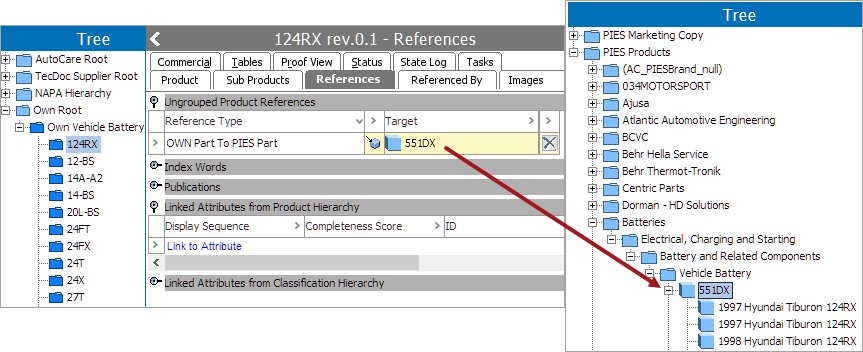 Tree
AutoCare Root
TecDoc Supplier Root
NAPA Hierarchy
Own Root
Own Vehicle Battery
124RX
12-BS
14A-A2
14-BS
20L-BS
24FT
24FX
24T
24X
27T
124RX rev.0.1 - References
Commercial Tables Proof View Status State Log Tasks
Product Sub Products References Referenced By Images
Ungrouped Product References
Reference Type > Target >
> OWN Part To PIES Part 551DX
Index Words
Publications
Linked Attributes from Product Hierarchy
Display Sequence > Completeness Score > ID
> Link to Attribute
Linked Attributes from Classification Hierarchy
Tree
PIES Marketing Copy
PIES Products
(AC_PIESBrand_null)
034MOTORSPORT
Ajusa
Atlantic Automotive Engineering
BCVC
Behr Hella Service
Behr Thermot-Tronik
Centric Parts
Dorman - HD Solutions
Batteries
Electrical, Charging and Starting
Battery and Related Components
Vehicle Battery
551DX
1997 Hyundai Tiburon 124RX
1997 Hyundai Tiburon 124RX
1998 Hyundai Tiburon 124RX